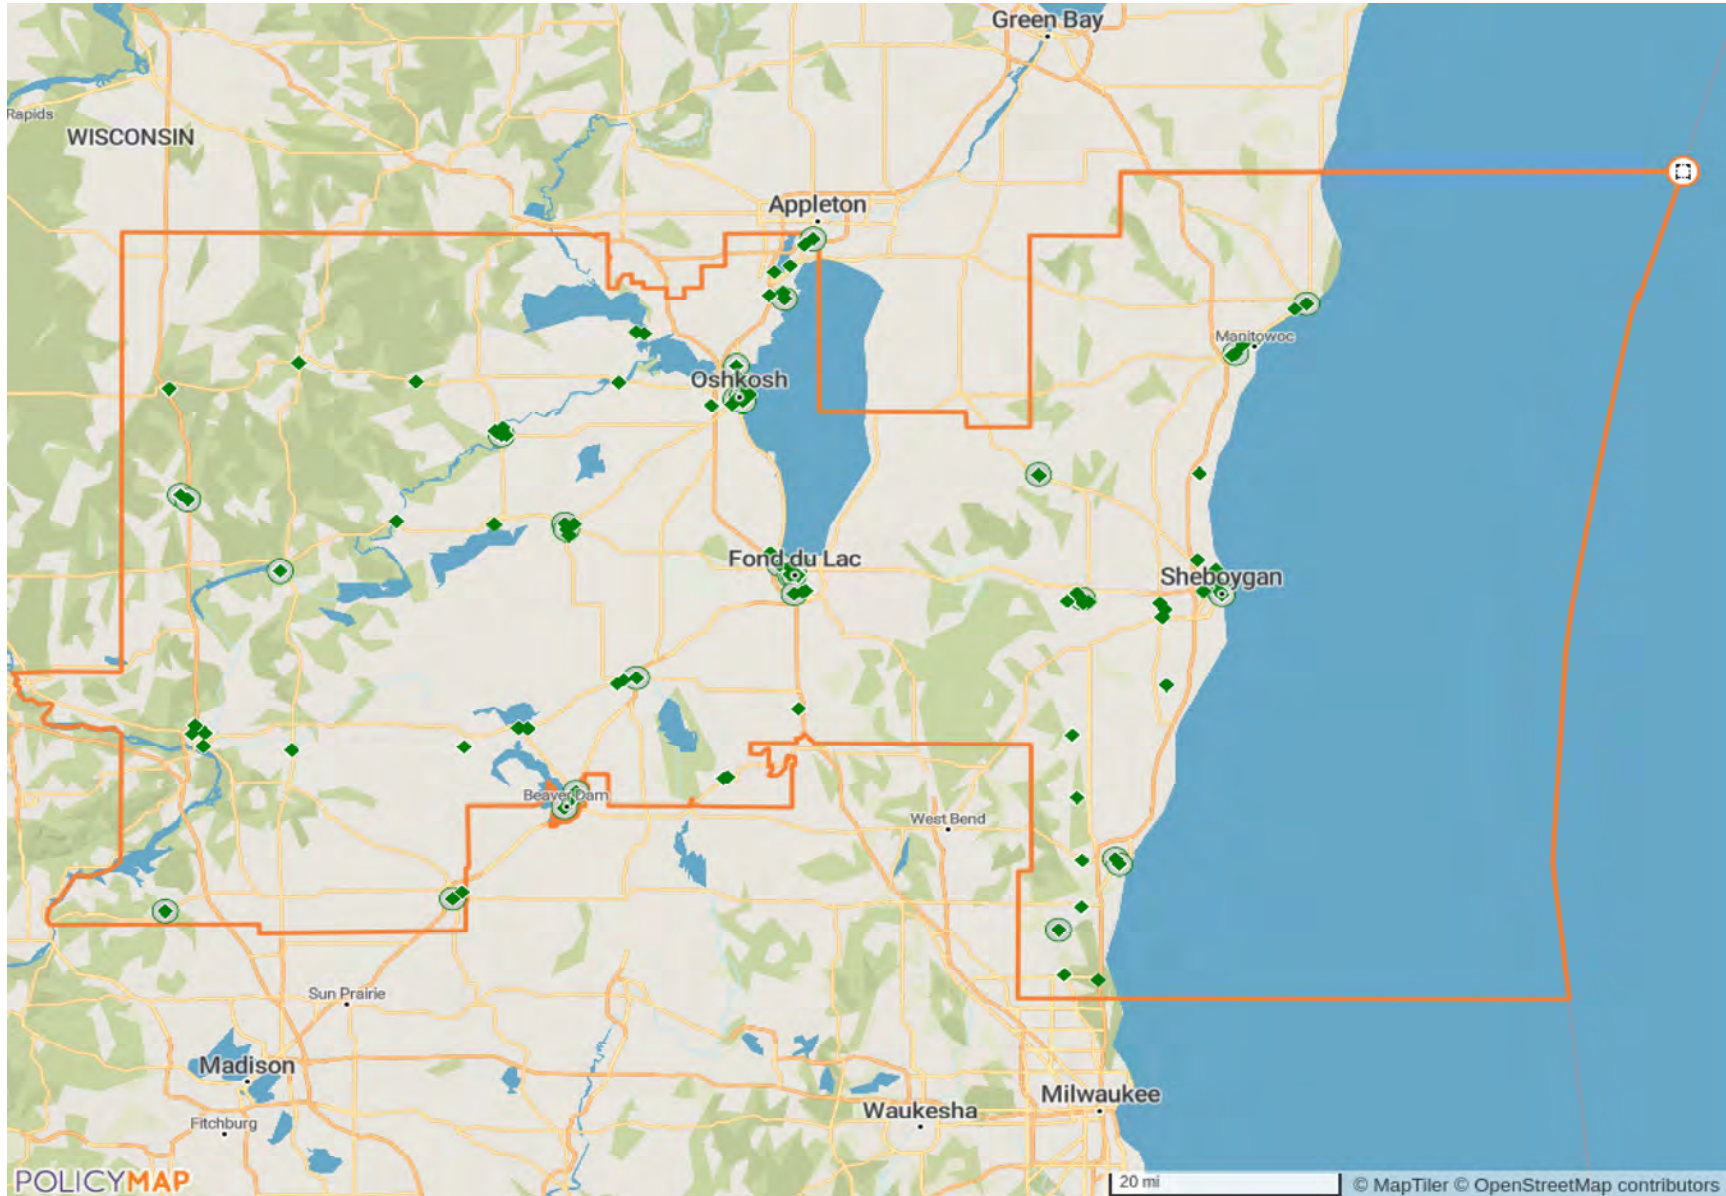 Green Bay
Rapids
WISCONSIN
Appleton
Manitowoc
Oshkosh
Fond du Lac
Sheboygan
Beaver Dam
West Bend
Sun Prairie
Madison
Milwaukee
Waukesha
Fitchburg
POLICYMAP
20 mi
© MapTiler © OpenStreetMap contributors